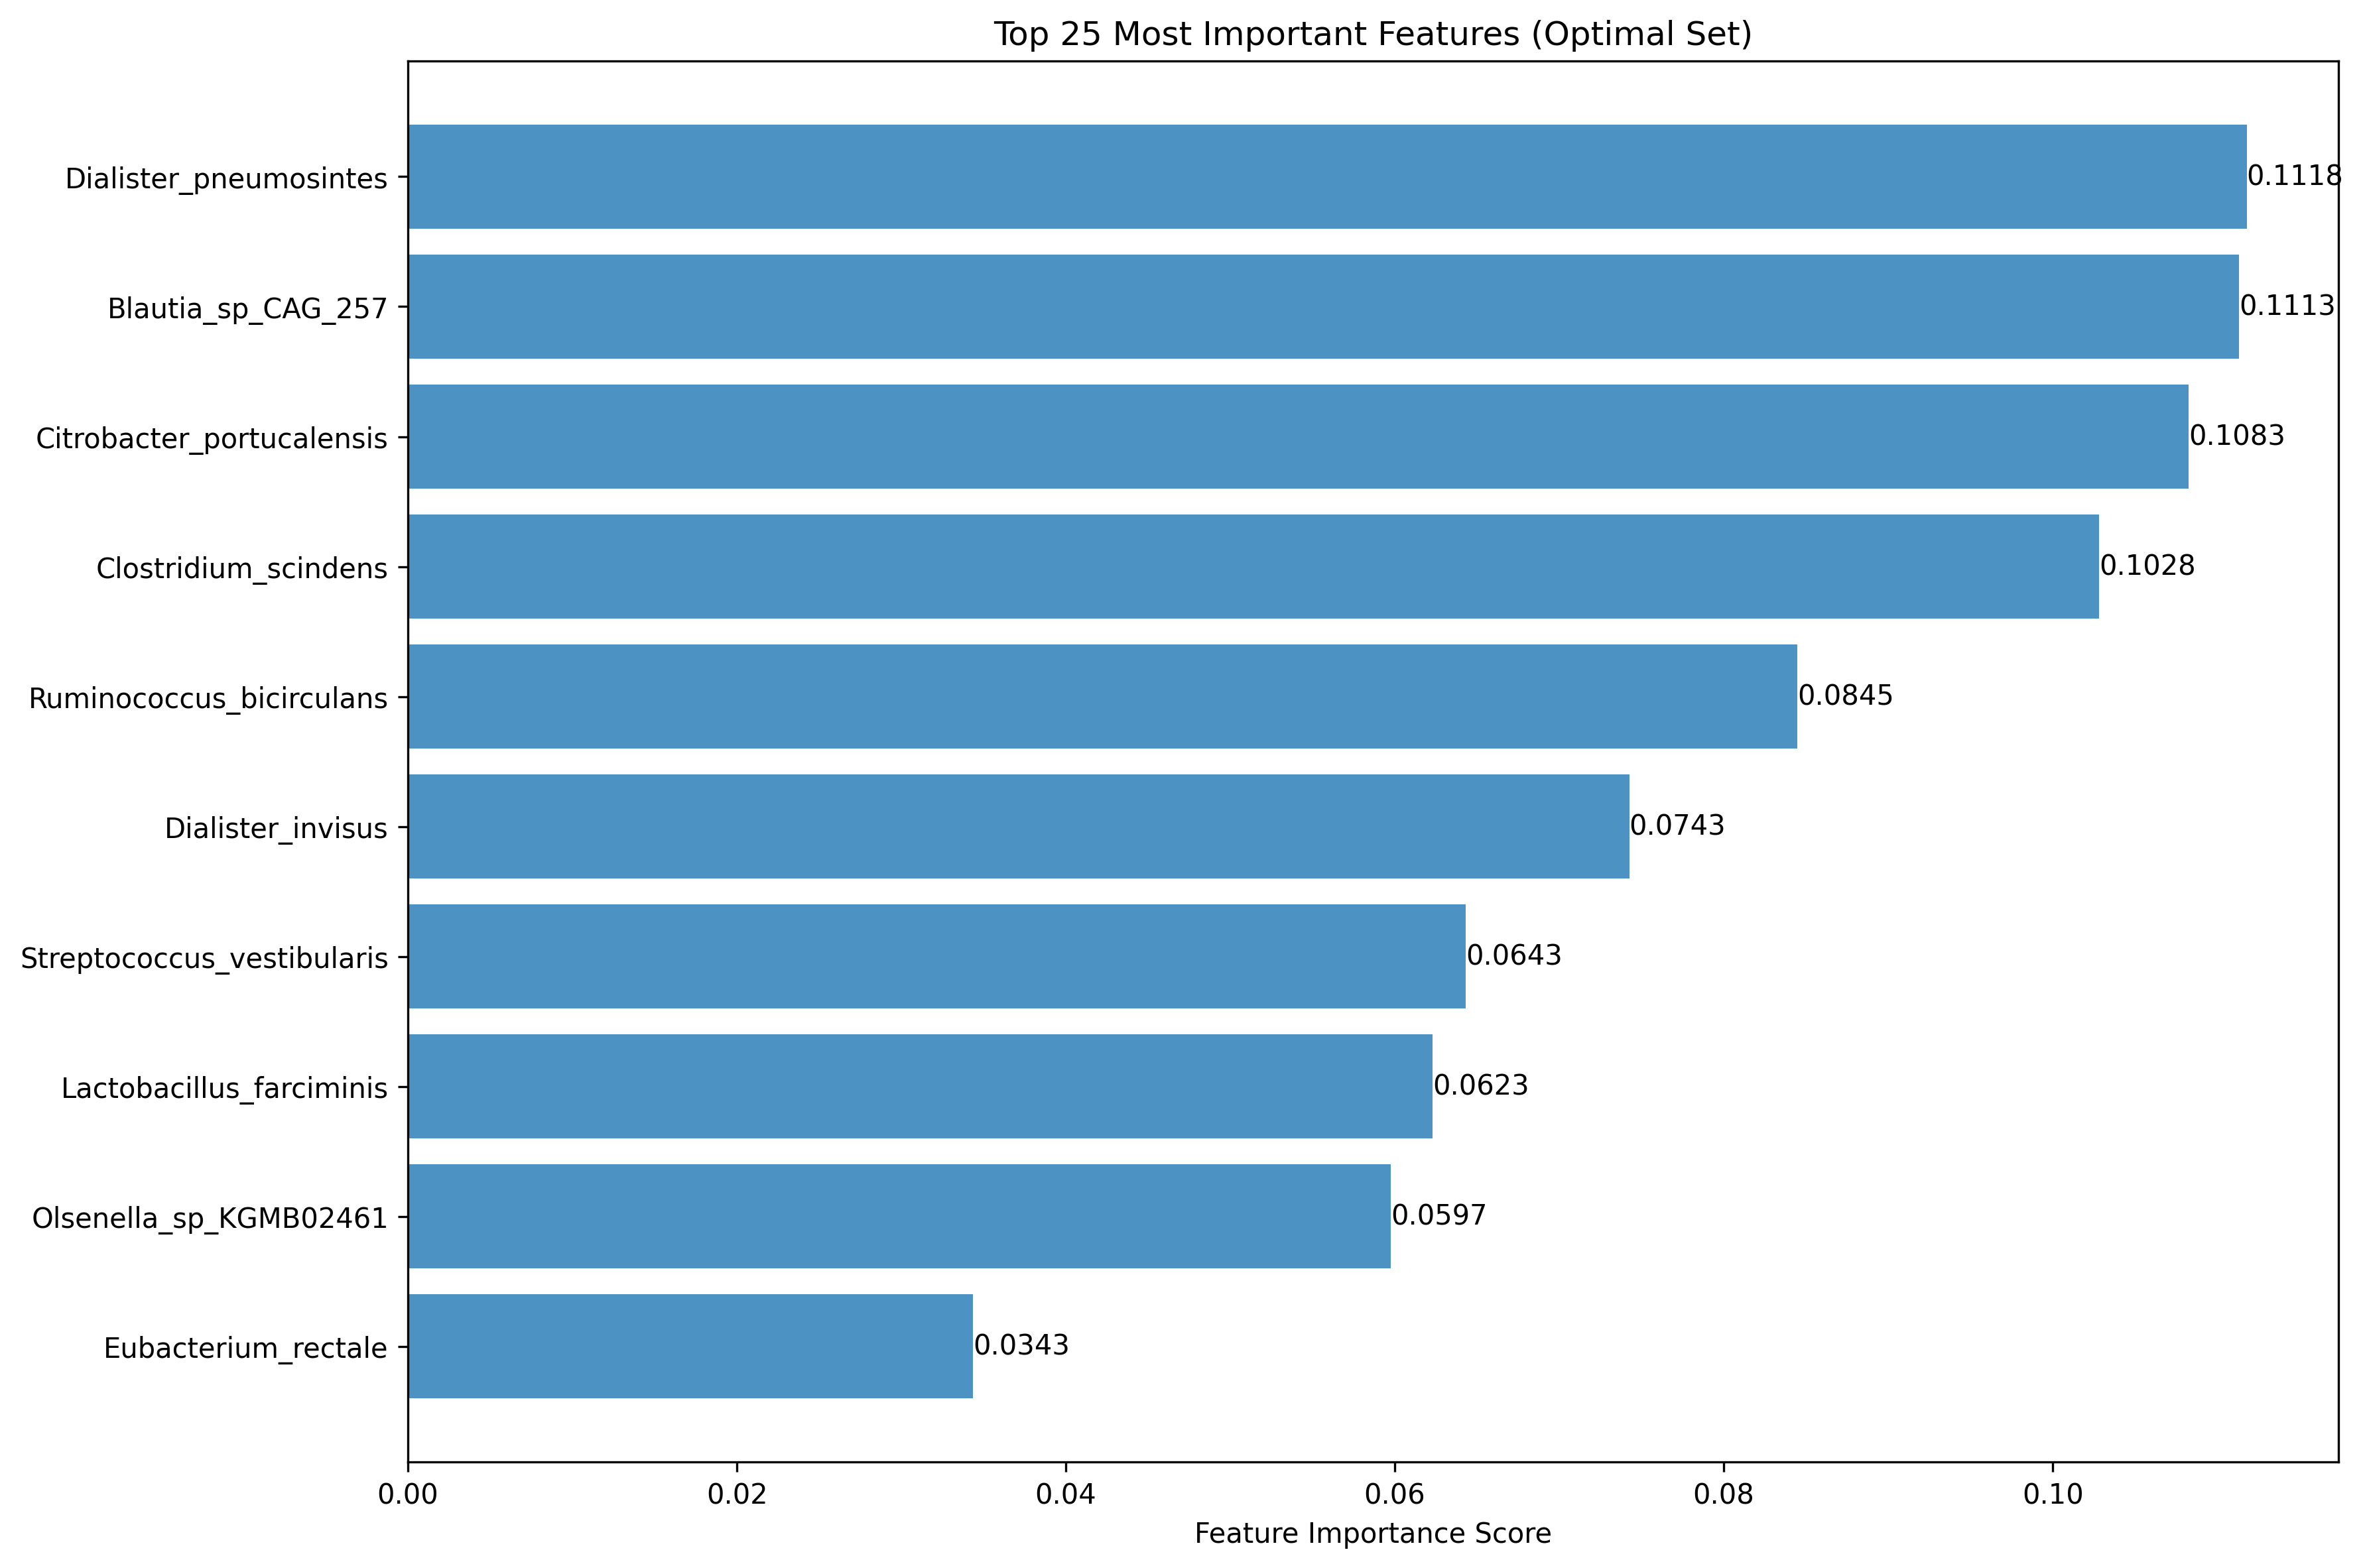 Top 25 Most Important Features (Optimal Set)
Dialister_pneumosintes 0.1118
Blautia_sp_CAG_257 0.1113
Citrobacter_portucalensis 0.1083
Clostridium_scindens 0.1028
Ruminococcus_bicirculans 0.0845
Dialister_invisus 0.0743
Streptococcus_vestibularis 0.0643
Lactobacillus_farciminis 0.0623
Olsenella_sp_KGMB02461 0.0597
Eubacterium_rectale 0.0343
0.00 0.02 0.04 0.06 0.08 0.10
Feature Importance Score